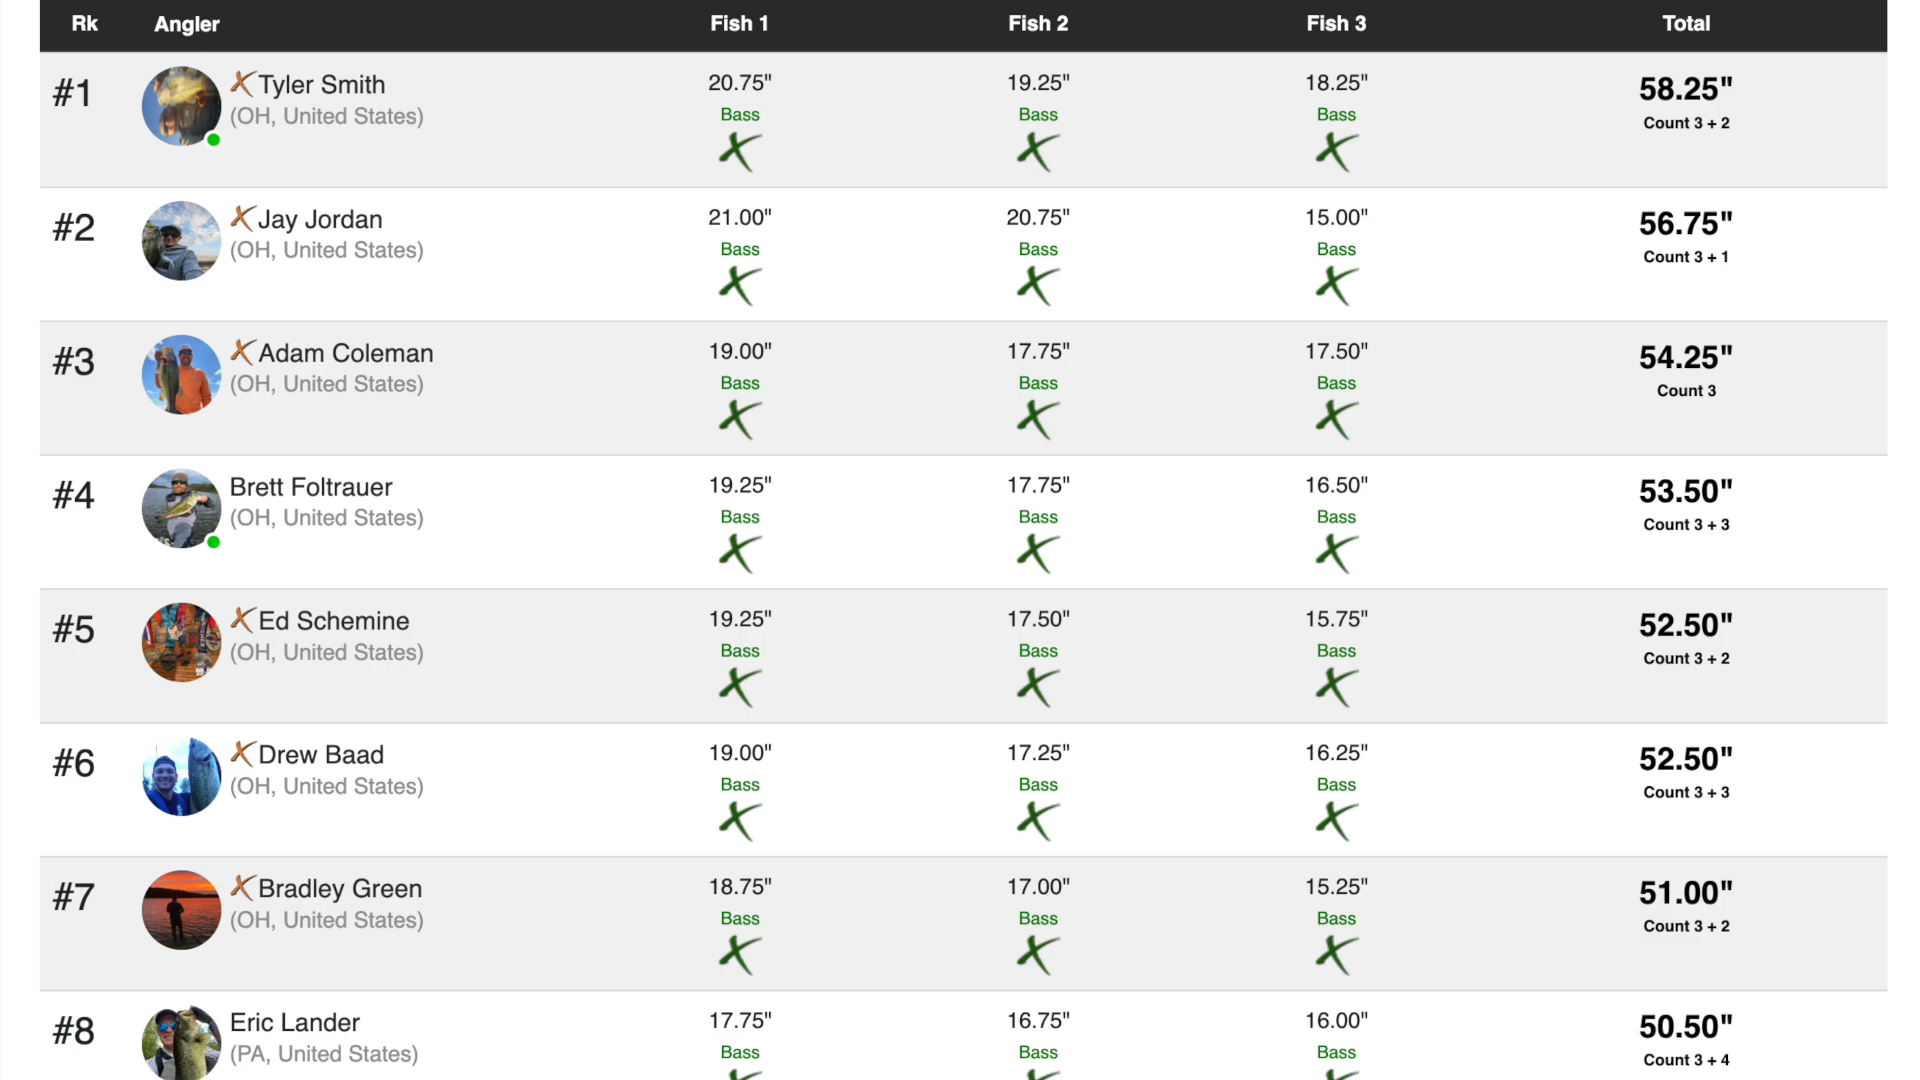 Rk Angler Fish 1 Fish 2 Fish 3 Total
#1 Tyler Smith 20.75" 19.25" 18.25" 58.25"
(OH, United States) Bass Bass Bass Count 3 + 2
#2 Jay Jordan 21.00" 20.75" 15.00" 56.75"
(OH, United States) Bass Bass Bass Count 3 + 1
#3 Adam Coleman 19.00" 17.75" 17.50" 54.25"
(OH, United States) Bass Bass Bass Count 3
#4 Brett Foltrauer 19.25" 17.75" 16.50" 53.50"
(OH, United States) Bass Bass Bass Count 3 + 3
#5 Ed Schemine 19.25" 17.50" 15.75" 52.50"
(OH, United States) Bass Bass Bass Count 3 + 2
#6 Drew Baad 19.00" 17.25" 16.25" 52.50"
(OH, United States) Bass Bass Bass Count 3 + 3
#7 Bradley Green 18.75" 17.00" 15.25" 51.00"
(OH, United States) Bass Bass Bass Count 3 + 2
#8 Eric Lander 17.75" 16.75" 16.00" 50.50"
(PA, United States) Bass Bass Bass Count 3 + 4